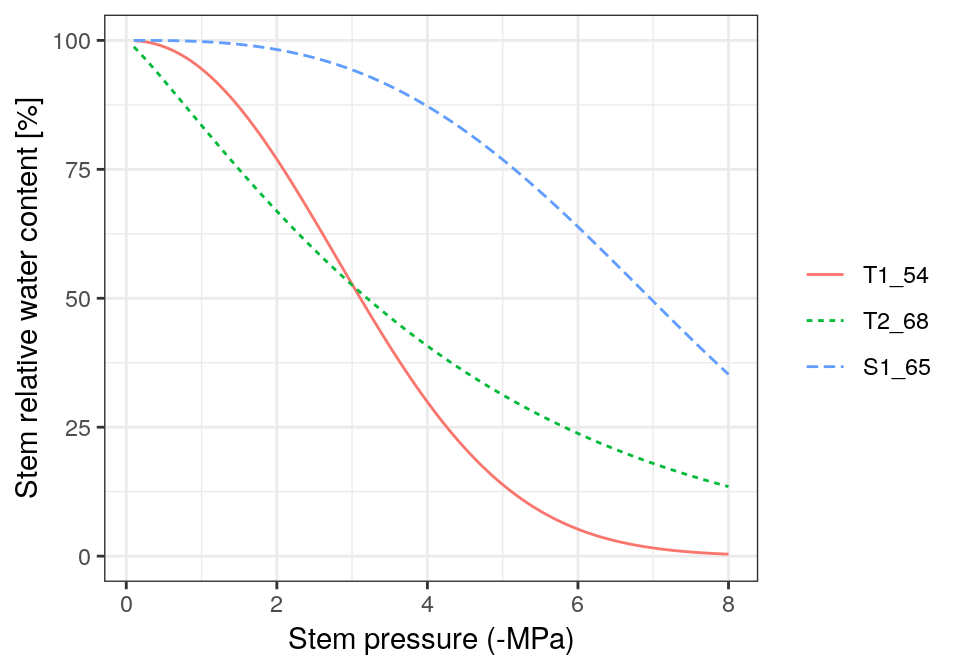 Stem relative water content [%]
100
75
50
25
0
0 2 4 6 8
Stem pressure (-MPa)
T1_54
T2_68
S1_65